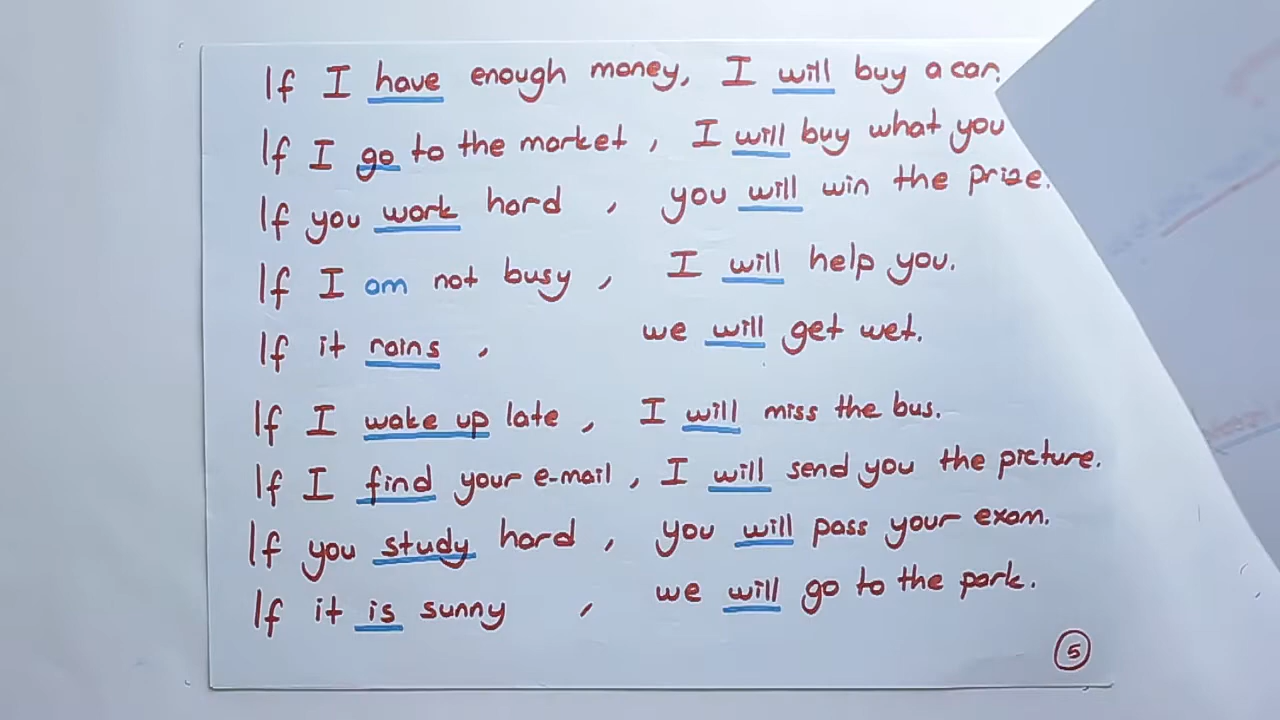 If I have enough money, I will buy a car.
If I go to the market, I will buy what you
If you work hard, you will win the prize.
If I am not busy, I will help you.
If it rains, we will get wet.
If I wake up late, I will miss the bus.
If I find your e-mail, I will send you the picture.
If you study hard, you will pass your exam.
If it is sunny, we will go to the park.
5